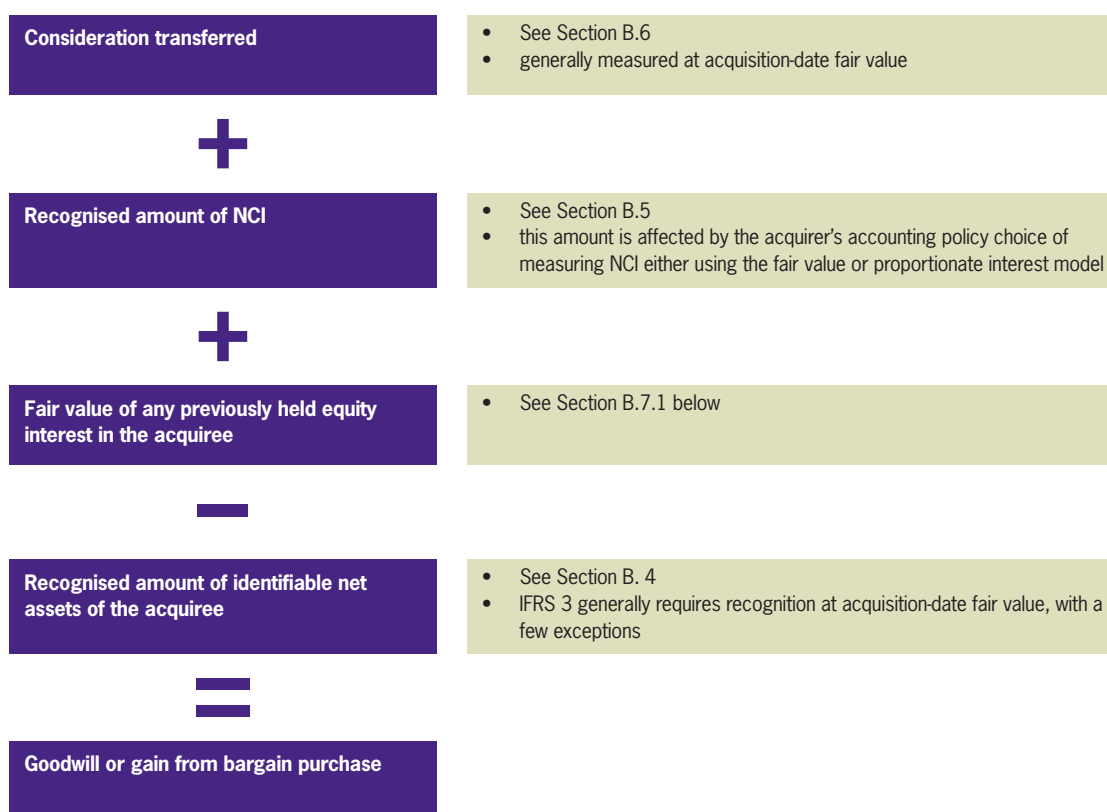 Consideration transferred
• See Section B.6
• generally measured at acquisition-date fair value
+
Recognised amount of NCI
• See Section B.5
• this amount is affected by the acquirer's accounting policy choice of
measuring NCI either using the fair value or proportionate interest model
+
Fair value of any previously held equity
interest in the acquiree
• See Section B.7.1 below
–
Recognised amount of identifiable net
assets of the acquiree
• See Section B. 4
• IFRS 3 generally requires recognition at acquisition-date fair value, with a
few exceptions
=
Goodwill or gain from bargain purchase